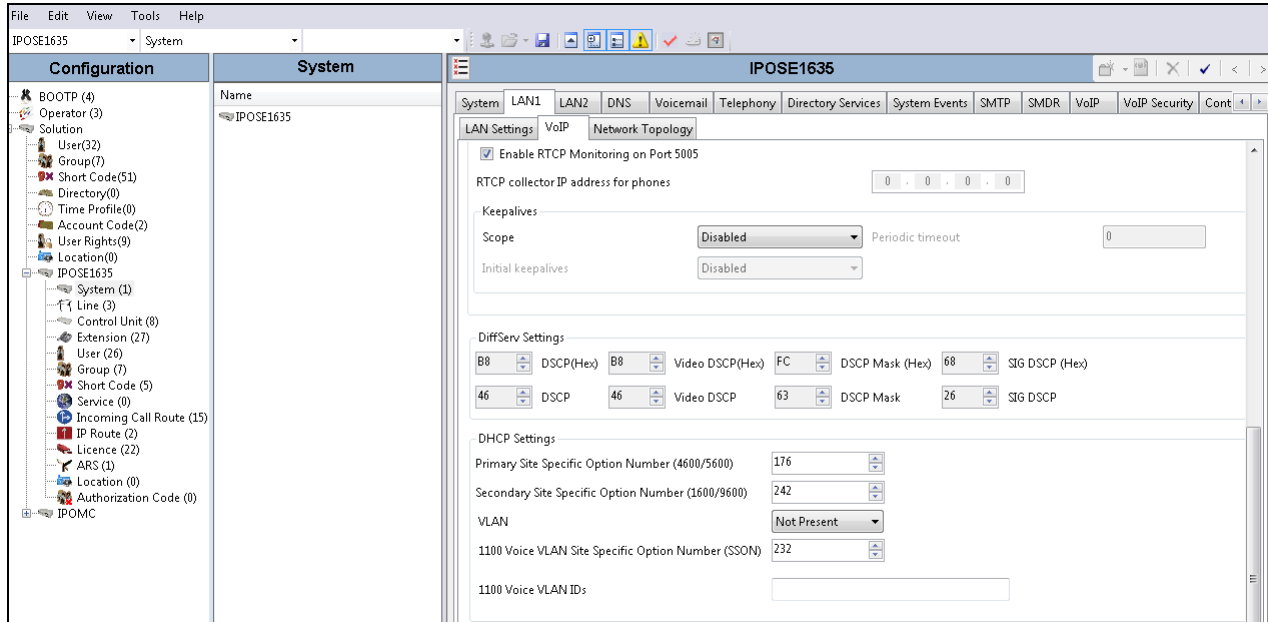 File Edit View Tools Help
IPOSE1635 System
Configuration System IPOSE1635
BOOTP (4)
Operator (3)
Solution
User(32)
Group(7)
Short Code(51)
Directory(0)
Time Profile(0)
Account Code(2)
User Rights(9)
Location(0)
IPOSE1635
System (1)
Line (3)
Control Unit (8)
Extension (27)
User (26)
Group (7)
Short Code (5)
Service (0)
Incoming Call Route (15)
IP Route (2)
Licence (22)
ARS (1)
Location (0)
Authorization Code (0)
IPOMC
Name
IPOSE1635
System LAN1 LAN2 DNS Voicemail Telephony Directory Services System Events SMTP SMDR VoIP VoIP Security Cont
LAN Settings VoIP Network Topology
Enable RTCP Monitoring on Port 5005
RTCP collector IP address for phones 0 . 0 . 0 . 0
Keepalives
Scope Disabled Periodic timeout 0
Initial keepalives Disabled
DiffServ Settings
B8 DSCP(Hex) B8 Video DSCP(Hex) FC DSCP Mask (Hex) 68 SIG DSCP (Hex)
46 DSCP 46 Video DSCP 63 DSCP Mask 26 SIG DSCP
DHCP Settings
Primary Site Specific Option Number (4600/5600) 176
Secondary Site Specific Option Number (1600/9600) 242
VLAN Not Present
1100 Voice VLAN Site Specific Option Number (SSON) 232
1100 Voice VLAN IDs